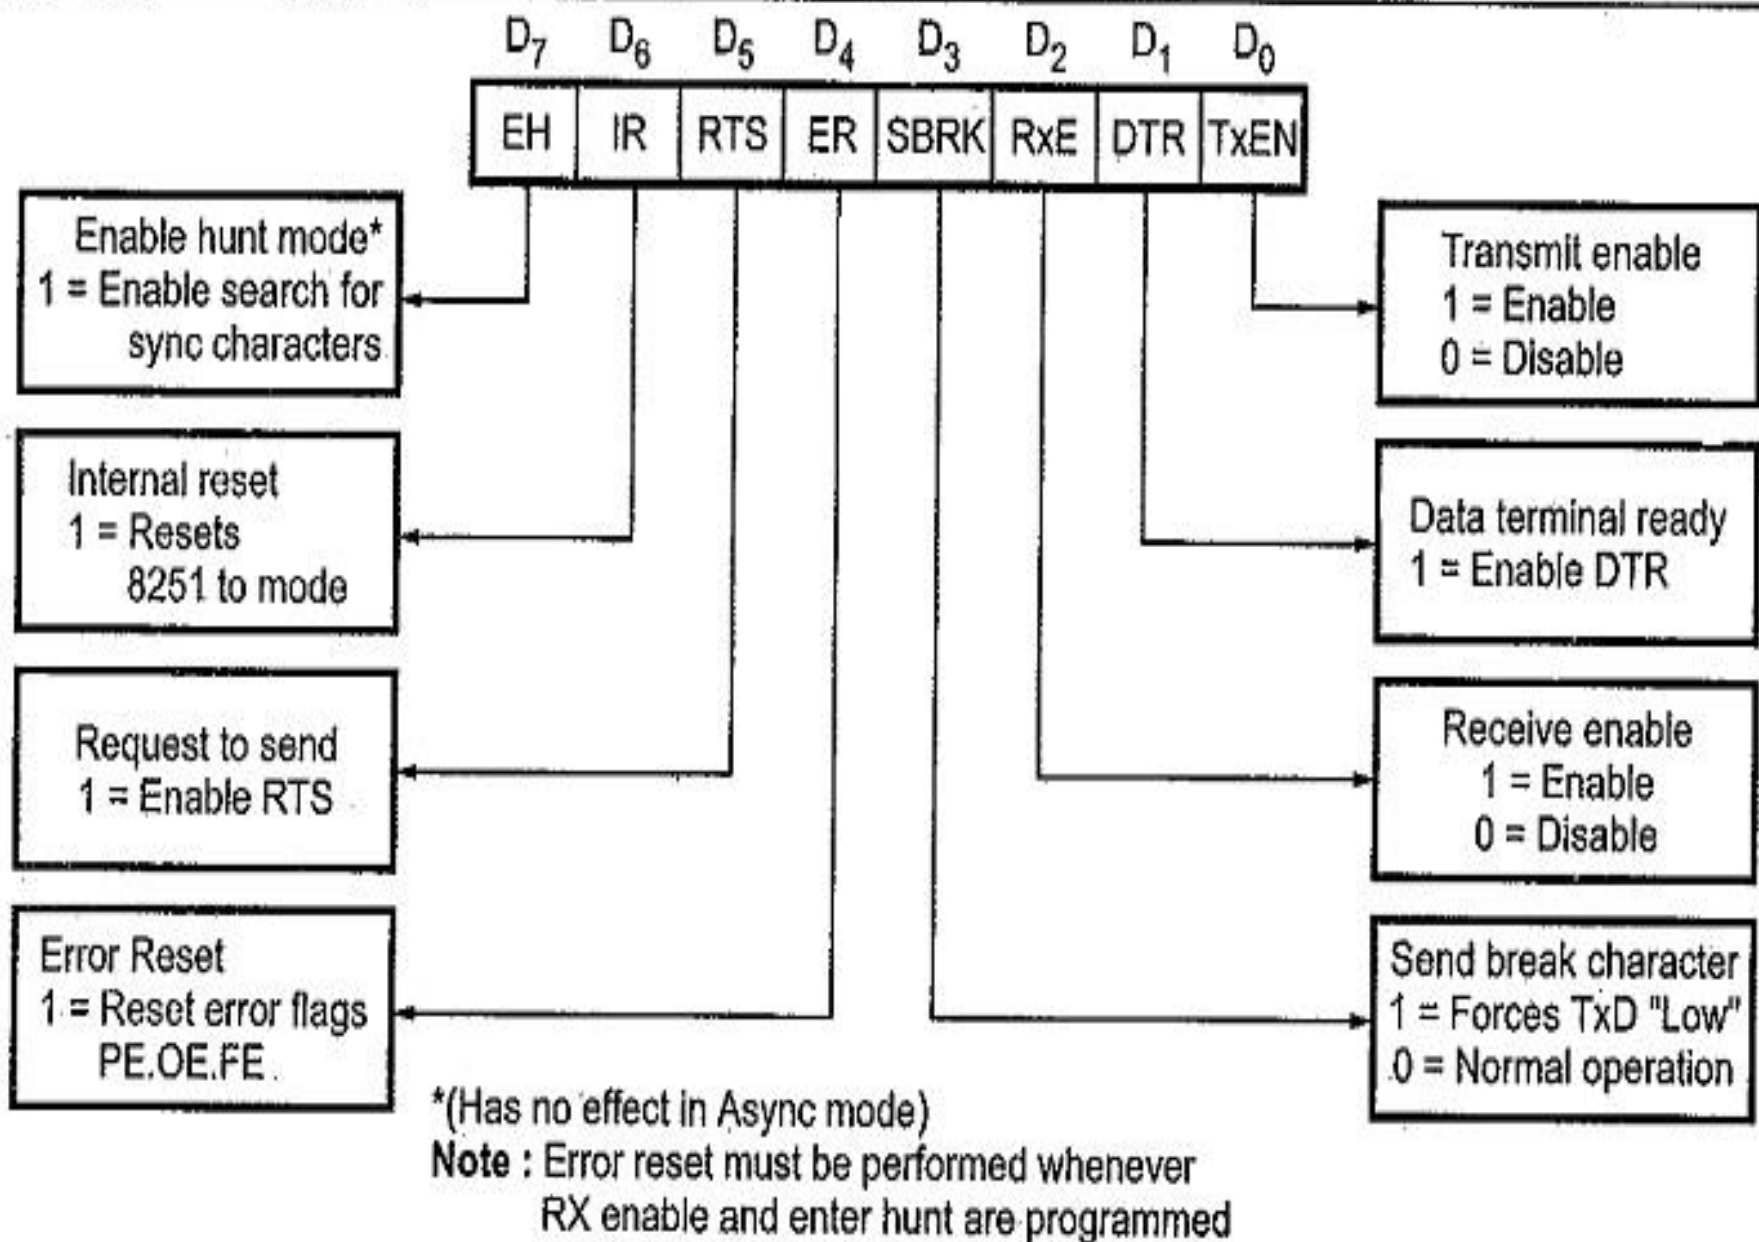 D7 D6 D5 D4 D3 D2 D1 D0
EH IR RTS ER SBRK RxE DTR TxEN
Enable hunt mode*
1 = Enable search for
sync characters
Internal reset
1 = Resets
8251 to mode
Request to send
1 = Enable RTS
Error Reset
1 = Reset error flags
PE.OE.FE
Transmit enable
1 = Enable
0 = Disable
Data terminal ready
1 = Enable DTR
Receive enable
1 = Enable
0 = Disable
Send break character
1 = Forces TxD "Low"
0 = Normal operation
*(Has no effect in Async mode)
Note : Error reset must be performed whenever
RX enable and enter hunt are programmed